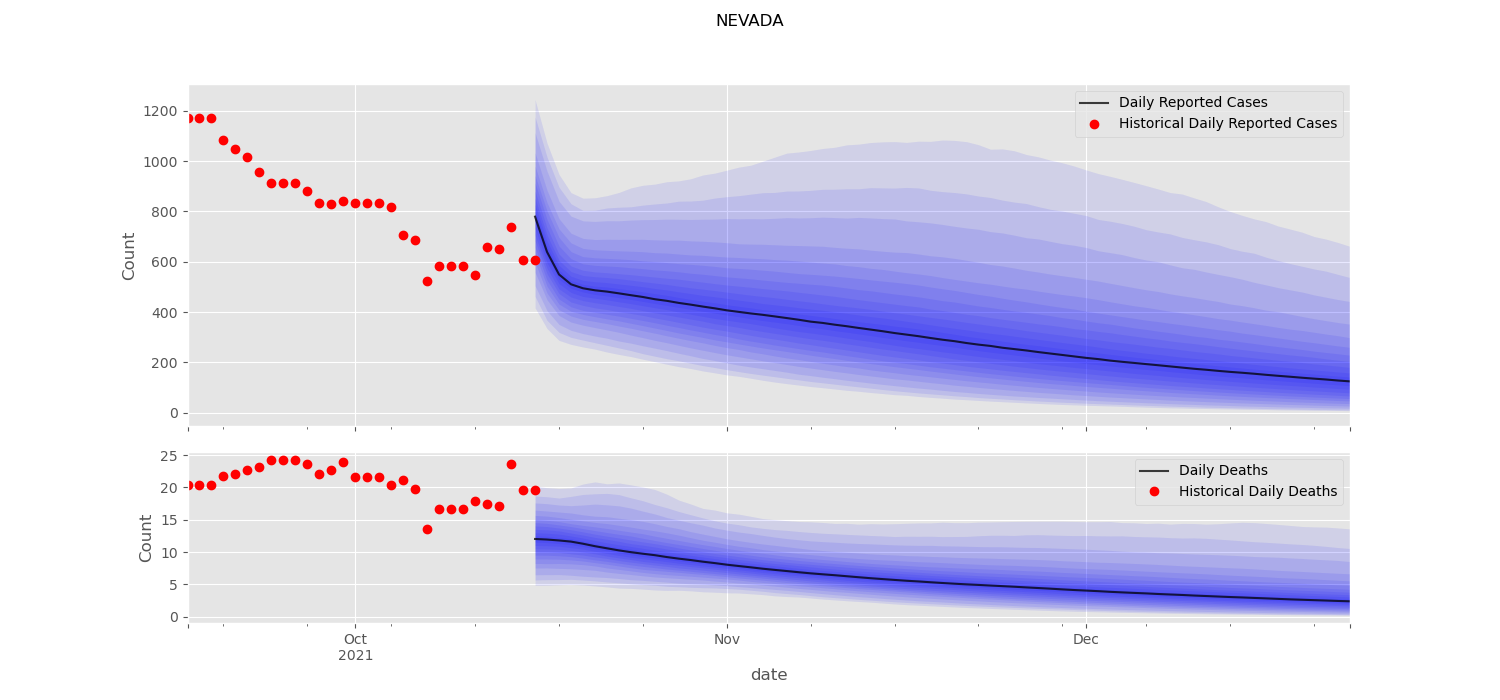 NEVADA
1200
1000
800
600
400
200
0
Count
Daily Reported Cases
Historical Daily Reported Cases
25
20
15
10
5
0
Count
Daily Deaths
Historical Daily Deaths
Oct
2021
Nov
Dec
date